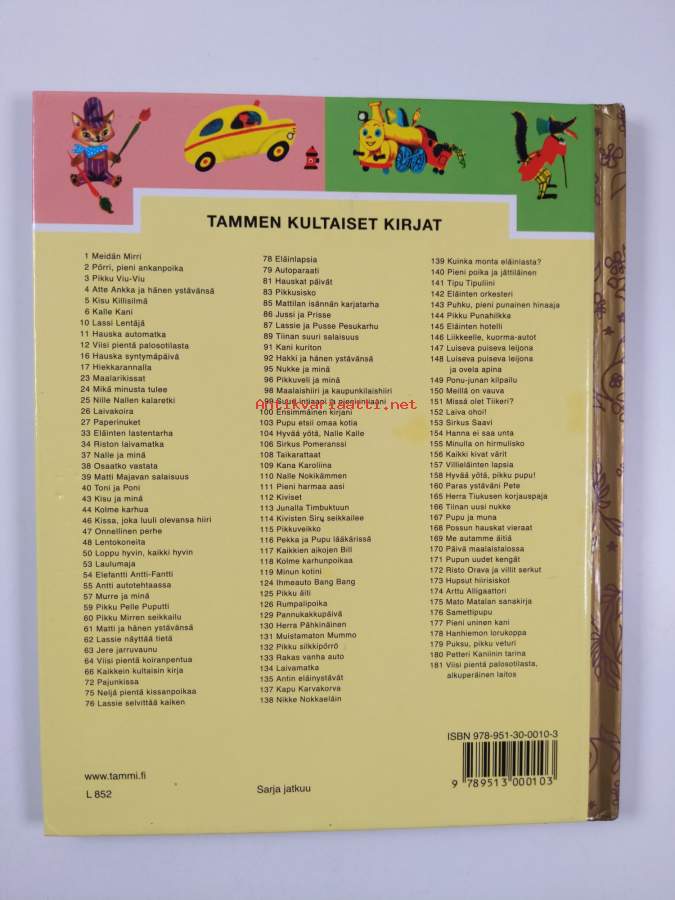 TAMMEN KULTAISET KIRJAT
1 Meidän Mirri
2 Pörri, pieni ankanpoika
3 Pikku Viu-Viu
4 Atte Ankka ja hänen ystävänsä
5 Kisu Killisilmä
6 Kalle Kani
10 Lassi Lentäjä
11 Hauska automatka
12 Viisi pientä palosotilasta
16 Hauska syntymäpäivä
17 Hiekkarannalla
23 Maalarikissat
24 Mikä minusta tulee
25 Nille Nallen kalaretki
26 Laivakoira
27 Paperinuket
33 Eläinten lastentarha
34 Riston laivamatka
37 Nalle ja minä
38 Osaatko vastata
39 Matti Majavan salaisuus
40 Toni ja Poni
43 Kisu ja minä
44 Kolme karhua
46 Kissa, joka luuli olevansa hiiri
47 Onnellinen perhe
48 Lentokoneita
50 Loppu hyvin, kaikki hyvin
53 Laulumaja
54 Elefantti Antti-Fantti
55 Antti autotehtaassa
57 Murre ja minä
59 Pikku Pelle Puputti
60 Pikku Mirren seikkailu
61 Matti ja hänen ystävänsä
62 Lassie näyttää tietä
63 Jere jarruvaunu
64 Viisi pientä koiranpentua
66 Kaikkein kultaisin kirja
72 Pajunkissa
75 Neljä pientä kissanpoikaa
76 Lassie selvittää kaiken
78 Eläinlapsia
79 Autoparaati
81 Hauskat päivät
83 Pikkusisko
85 Mattilan isännän karjatarha
86 Jussi ja Prisse
87 Lassie ja Pusse Pesukarhu
89 Tiinan suuri salaisuus
91 Kani kuriton
92 Hakki ja hänen ystävänsä
95 Nukke ja minä
96 Pikkuveli ja minä
98 Maalaishiiri ja kaupunkilaishiiri
99 Suuri intiaani ja pieni intiaani
Antikvariaatti.net
100 Ensimmäinen kirjani
103 Pupu etsii omaa kotia
104 Hyvää yötä, Nalle Kalle
106 Sirkus Pomeranssi
108 Taikarattaat
109 Kana Karoliina
110 Nalle Nokikämmen
111 Pieni harmaa aasi
112 Kiviset
113 Junalla Timbuktuun
114 Kivisten Siru seikkailee
115 Pikkuveikko
116 Pekka ja Pupu lääkärissä
117 Kaikkien aikojen Bill
118 Kolme karhunpoikaa
119 Minun kotini
124 Ihmeauto Bang Bang
125 Pikku äiti
126 Rumpalipoika
129 Pannukakkupäivä
130 Herra Pähkinäinen
131 Muistamaton Mummo
132 Pikku silkkipörrö
133 Rakas vanha auto
134 Laivamatka
135 Antin eläinystävät
137 Kapu Karvakorva
138 Nikke Nokkaeläin
139 Kuinka monta eläinlasta?
140 Pieni poika ja jättiläinen
141 Tipu Tipuliini
142 Eläinten orkesteri
143 Puhku, pieni punainen hinaaja
144 Pikku Punahilkka
145 Eläinten hotelli
146 Liikkeelle, kuorma-autot
147 Luiseva puiseva leijona
148 Luiseva puiseva leijona
ja ovela apina
149 Ponu-junan kilpailu
150 Meillä on vauva
151 Missä olet Tiikeri?
152 Laiva ohoi!
153 Sirkus Saavi
154 Hanna ei saa unta
155 Minulla on hirmulisko
156 Kaikki kivat värit
157 Villieläinten lapsia
158 Hyvää yötä, pikku pupu!
160 Paras ystäväni Pete
165 Herra Tiukusen korjauspaja
166 Tiinan uusi nukke
167 Pupu ja muna
168 Possun hauskat vieraat
169 Me autamme äitiä
170 Päivä maalaistalossa
171 Pupun uudet kengät
172 Risto Orava ja villit serkut
173 Hupsut hiirisiskot
174 Arttu Alligaattori
175 Mato Matalan sanakirja
176 Samettipupu
177 Pieni uninen kani
178 Hanhiemon lorukoppa
179 Puksu, pikku veturi
180 Petteri Kaniinin tarina
181 Viisi pientä palosotilasta,
alkuperäinen laitos
ISBN 978-951-30-0010-3
9 789513 000103
www.tammi.fi
L 852
Sarja jatkuu